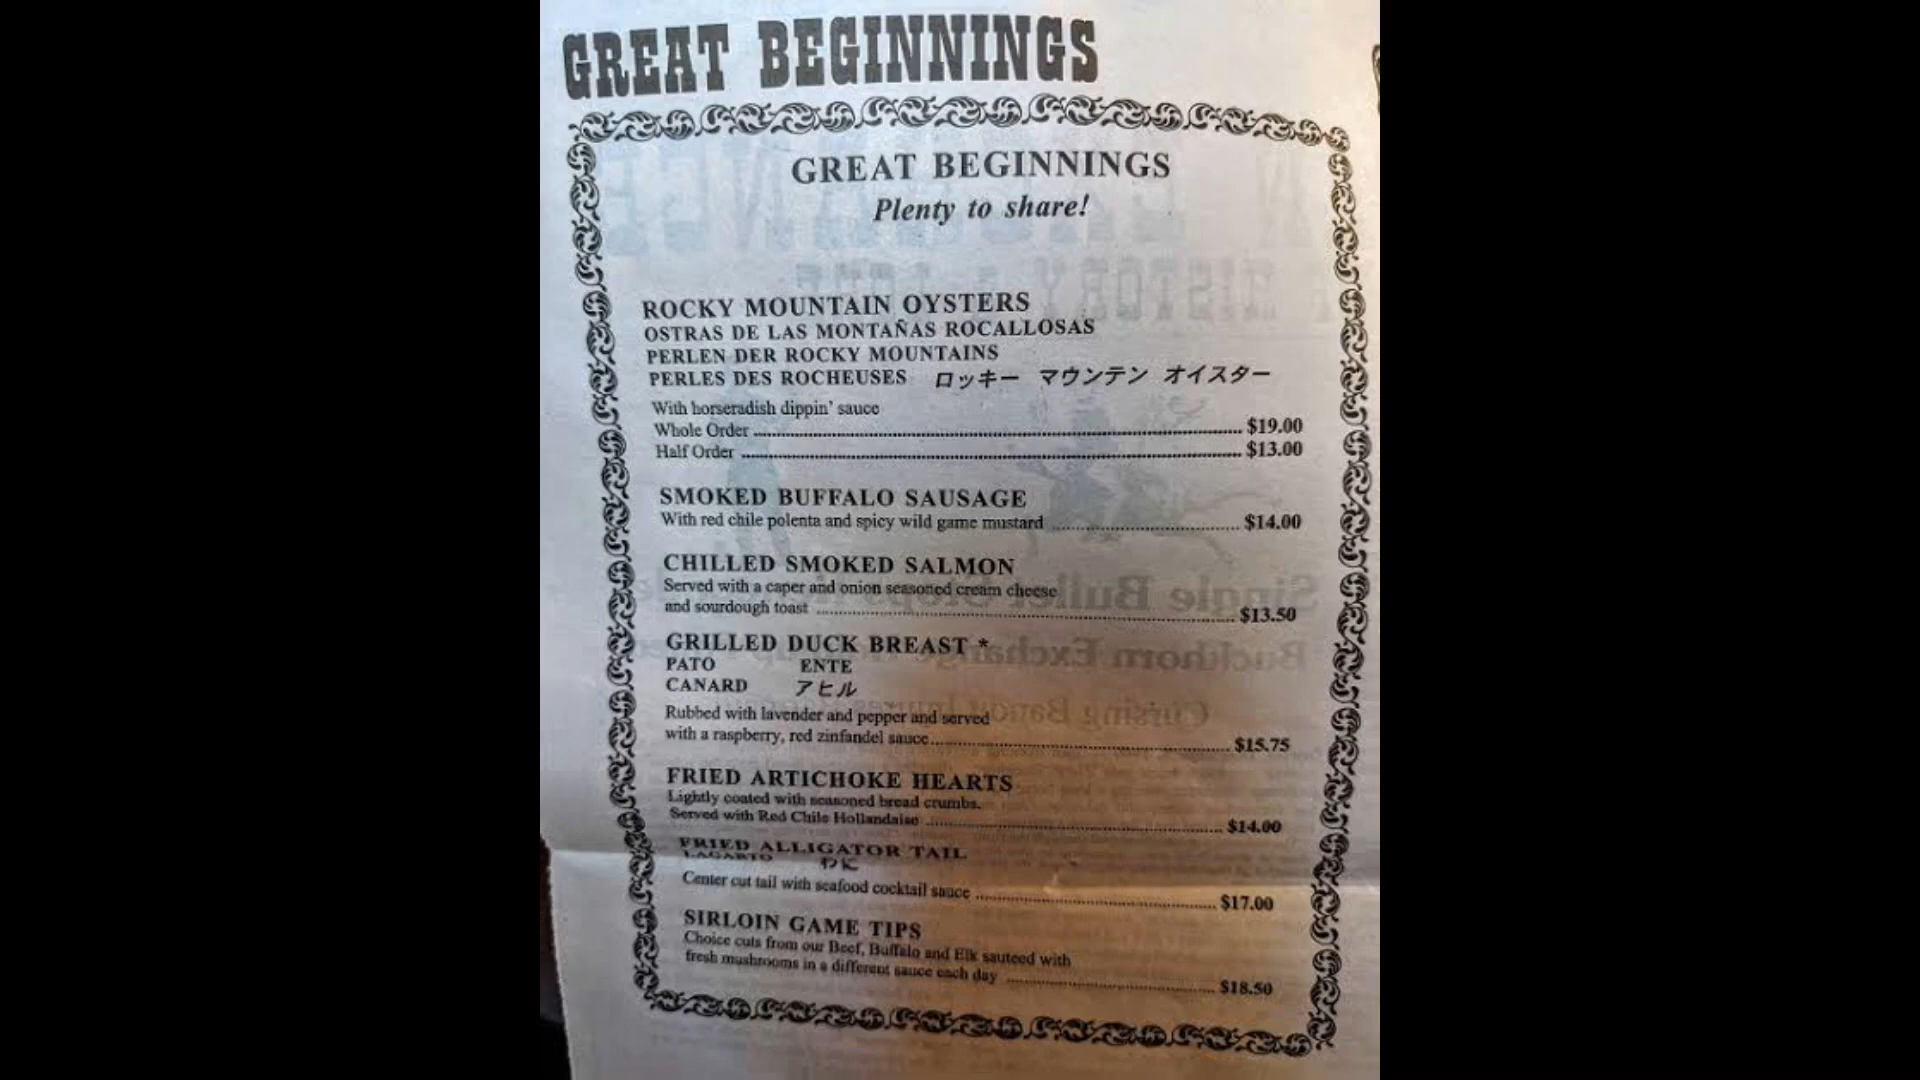 GREAT BEGINNINGS
GREAT BEGINNINGS
Plenty to share!
ROCKY MOUNTAIN OYSTERS
OSTRAS DE LAS MONTAÑAS ROCALLOSAS
PERLEN DER ROCKY MOUNTAINS
PERLES DES ROCHEUSES ロッキー マウンテン オイスター
With horseradish dippin' sauce
Whole Order $19.00
Half Order $13.00
SMOKED BUFFALO SAUSAGE
With red chile polenta and spicy wild game mustard $14.00
CHILLED SMOKED SALMON
Served with a caper and onion seasoned cream cheese
and sourdough toast $13.50
GRILLED DUCK BREAST *
PATO ENTE
CANARD アヒル
Rubbed with lavender and pepper and served
with a raspberry, red zinfandel sauce $15.75
FRIED ARTICHOKE HEARTS
Lightly coated with seasoned bread crumbs.
Served with Red Chile Hollandaise $14.00
FRIED ALLIGATOR TAIL
LAGARTO わに
Center cut tail with seafood cocktail sauce $17.00
SIRLOIN GAME TIPS
Choice cuts from our Beef, Buffalo and Elk sauteed with
fresh mushrooms in a different sauce each day $18.50